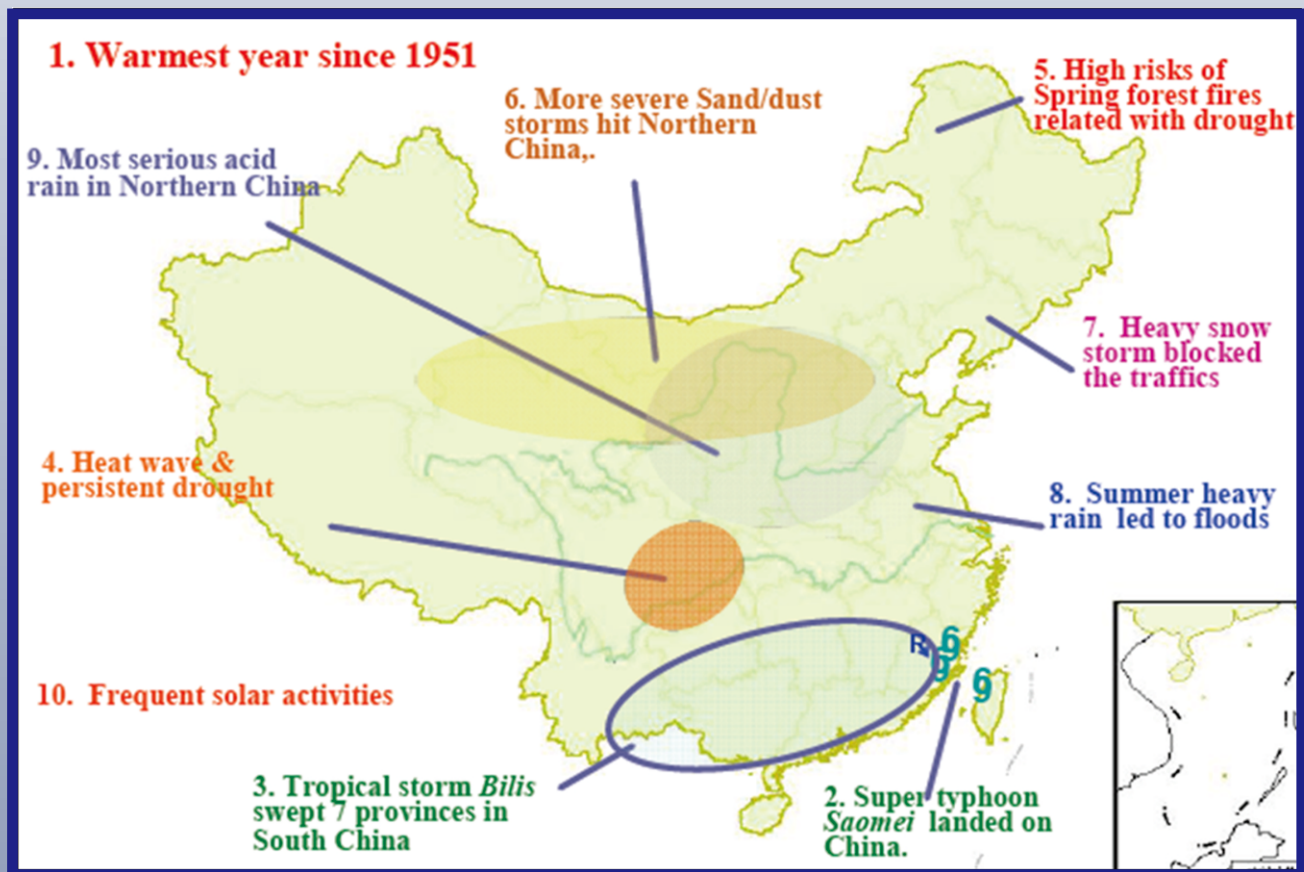 1. Warmest year since 1951
6. More severe Sand/dust
storms hit Northern
China,.
5. High risks of
Spring forest fires
related with drought
9. Most serious acid
rain in Northern China
7.  Heavy snow
storm blocked
the traffics
4. Heat wave &
persistent drought
8.  Summer heavy
rain  led to floods
R
10.  Frequent solar activities
3. Tropical storm Bilis
swept 7 provinces in
South China
2. Super typhoon
Saomei  landed on
China.